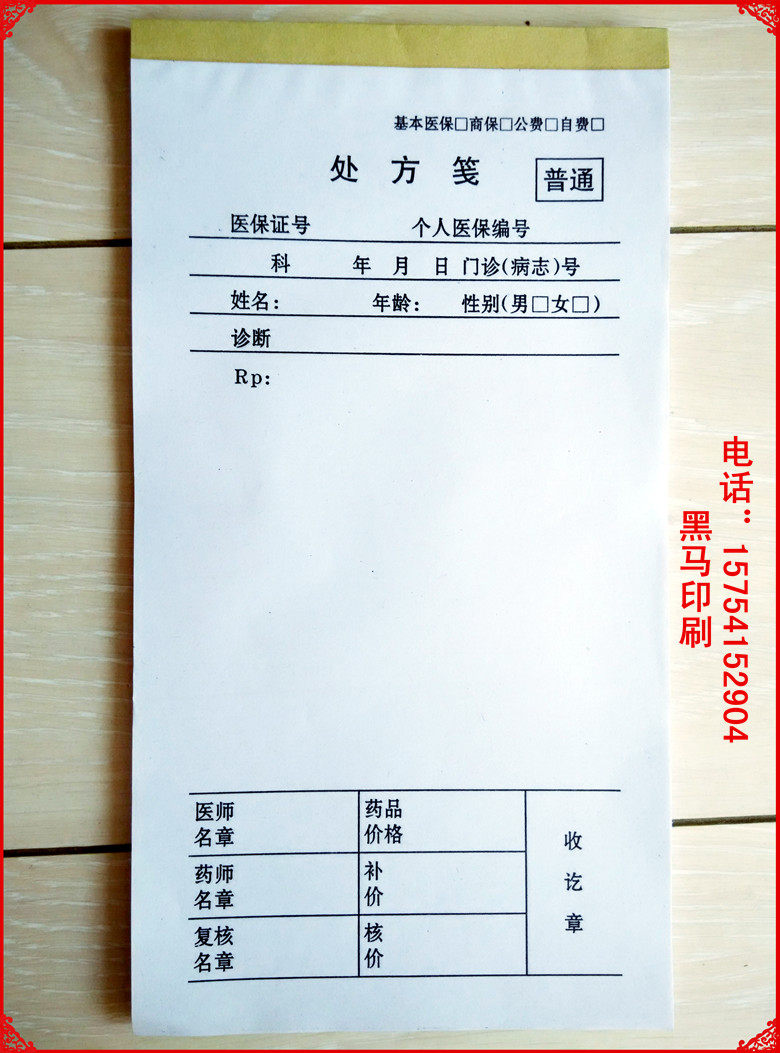 基本医保□商保□公费□自费□
处方笺
普通
医保证号 个人医保编号
科 年 月 日 门诊(病志)号
姓名: 年龄: 性别(男□女□)
诊断
Rp:
医师 药品
名章 价格
药师 补
名章 价
复核 核
名章 价
收讫章
电话:15754152904
黑马印刷